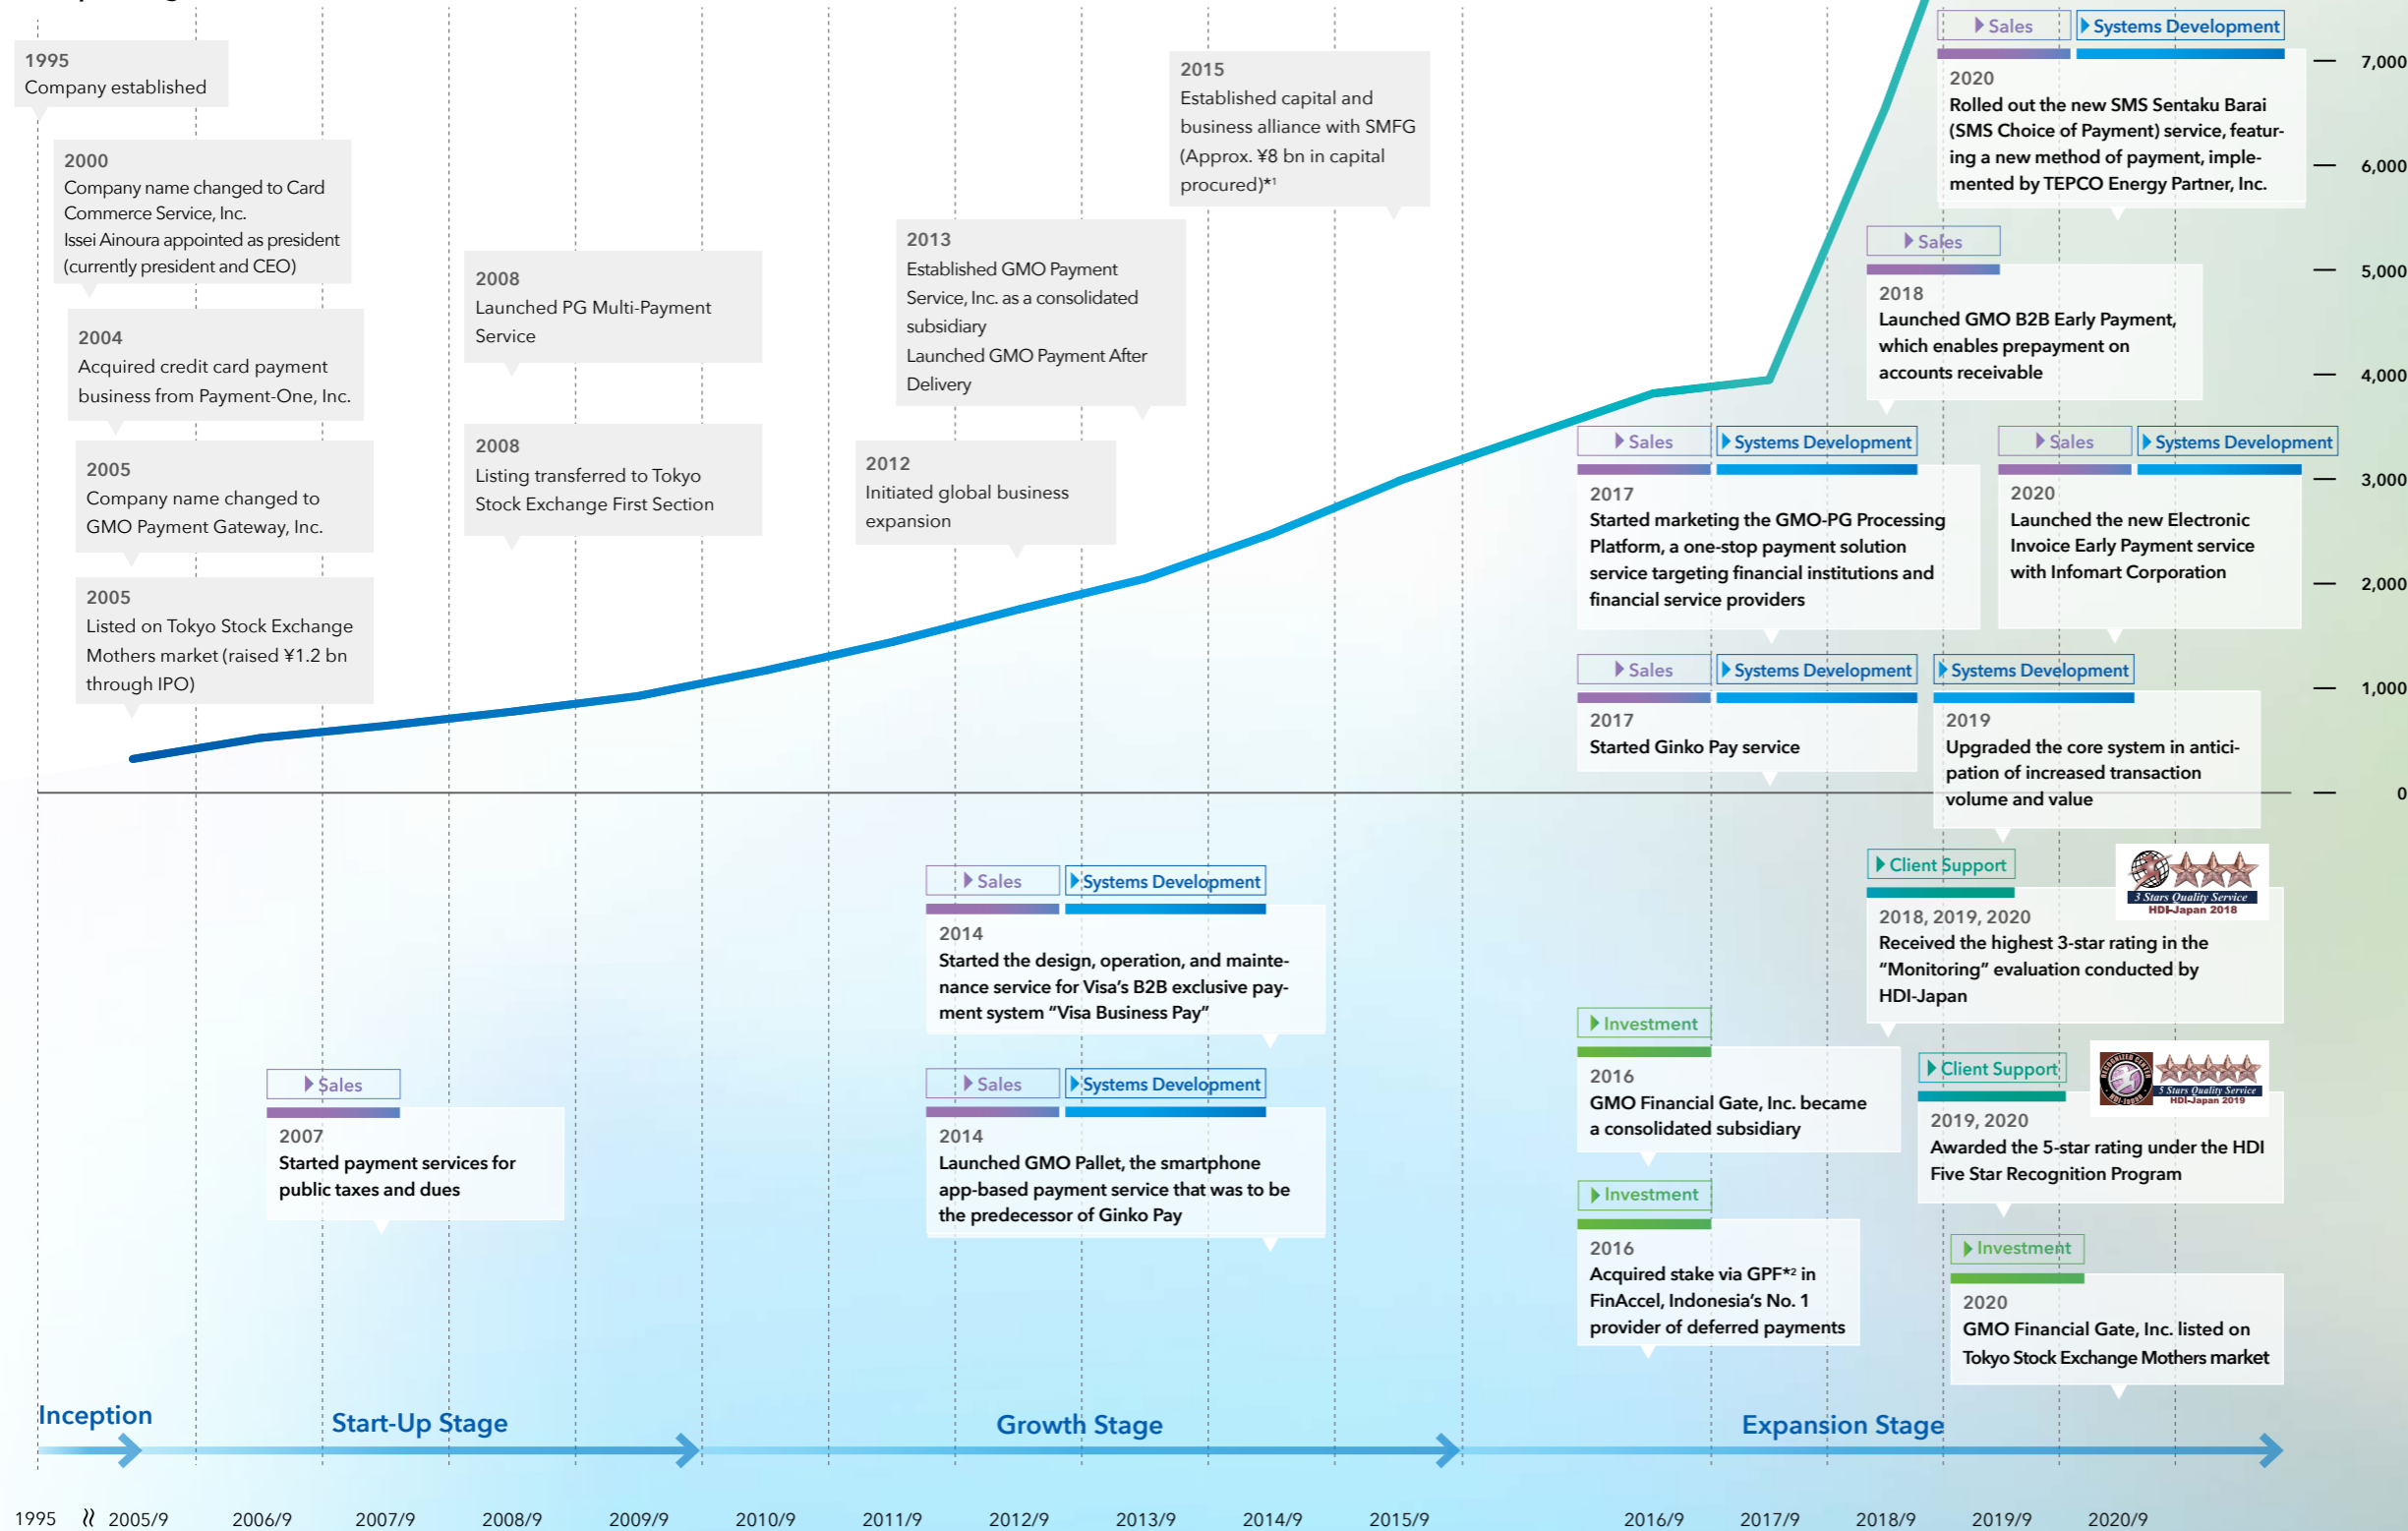 1995
Company established
2000
Company name changed to Card
Commerce Service, Inc.
Issei Ainoura appointed as president
(currently president and CEO)
2004
Acquired credit card payment
business from Payment-One, Inc.
2005
Company name changed to
GMO Payment Gateway, Inc.
2005
Listed on Tokyo Stock Exchange
Mothers market (raised ¥1.2 bn
through IPO)
2008
Launched PG Multi-Payment
Service
2008
Listing transferred to Tokyo
Stock Exchange First Section
2015
Established capital and
business alliance with SMFG
(Approx. ¥8 bn in capital
procured)*1
2013
Established GMO Payment
Service, Inc. as a consolidated
subsidiary
Launched GMO Payment After
Delivery
2012
Initiated global business
expansion
Sales
Systems Development
2020
Rolled out the new SMS Sentaku Barai
(SMS Choice of Payment) service, featur-
ing a new method of payment, imple-
mented by TEPCO Energy Partner, Inc.
Sales
2018
Launched GMO B2B Early Payment,
which enables prepayment on
accounts receivable
Sales
Systems Development
2017
Started marketing the GMO-PG Processing
Platform, a one-stop payment solution
service targeting financial institutions and
financial service providers
Sales
Systems Development
2020
Launched the new Electronic
Invoice Early Payment service
with Infomart Corporation
Sales
Systems Development
2017
Started Ginko Pay service
Systems Development
2019
Upgraded the core system in antici-
pation of increased transaction
volume and value
7,000
6,000
5,000
4,000
3,000
2,000
1,000
0
Sales
2007
Started payment services for
public taxes and dues
Sales
Systems Development
2014
Started the design, operation, and mainte-
nance service for Visa's B2B exclusive pay-
ment system “Visa Business Pay”
Sales
Systems Development
2014
Launched GMO Pallet, the smartphone
app-based payment service that was to be
the predecessor of Ginko Pay
Client Support
3 Stars Quality Service
HDI-Japan 2018
2018, 2019, 2020
Received the highest 3-star rating in the
“Monitoring” evaluation conducted by
HDI-Japan
Investment
2016
GMO Financial Gate, Inc. became
a consolidated subsidiary
Client Support
5 Stars Quality Service
HDI-Japan 2019
2019, 2020
Awarded the 5-star rating under the HDI
Five Star Recognition Program
Investment
2016
Acquired stake via GPF*2 in
FinAccel, Indonesia's No. 1
provider of deferred payments
Investment
2020
GMO Financial Gate, Inc. listed on
Tokyo Stock Exchange Mothers market
Inception
Start-Up Stage
Growth Stage
Expansion Stage
1995
2005/9
2006/9
2007/9
2008/9
2009/9
2010/9
2011/9
2012/9
2013/9
2014/9
2015/9
2016/9
2017/9
2018/9
2019/9
2020/9